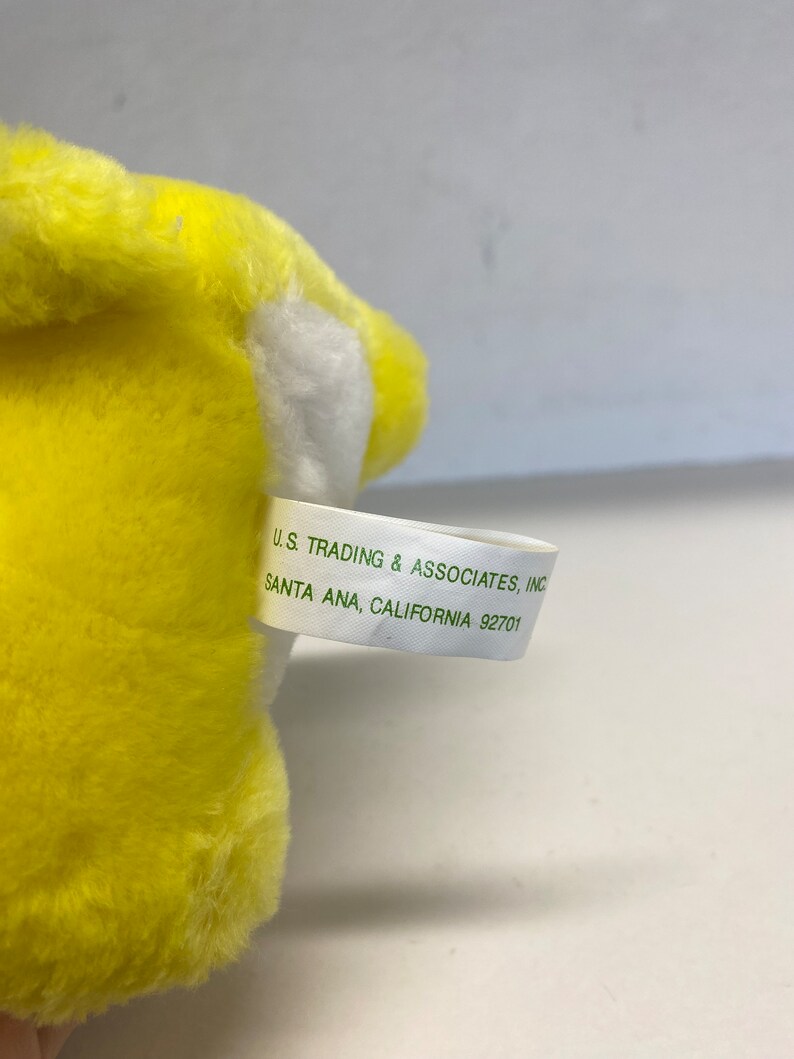 U.S. TRADING & ASSOCIATES, INC.
SANTA ANA, CALIFORNIA 92701